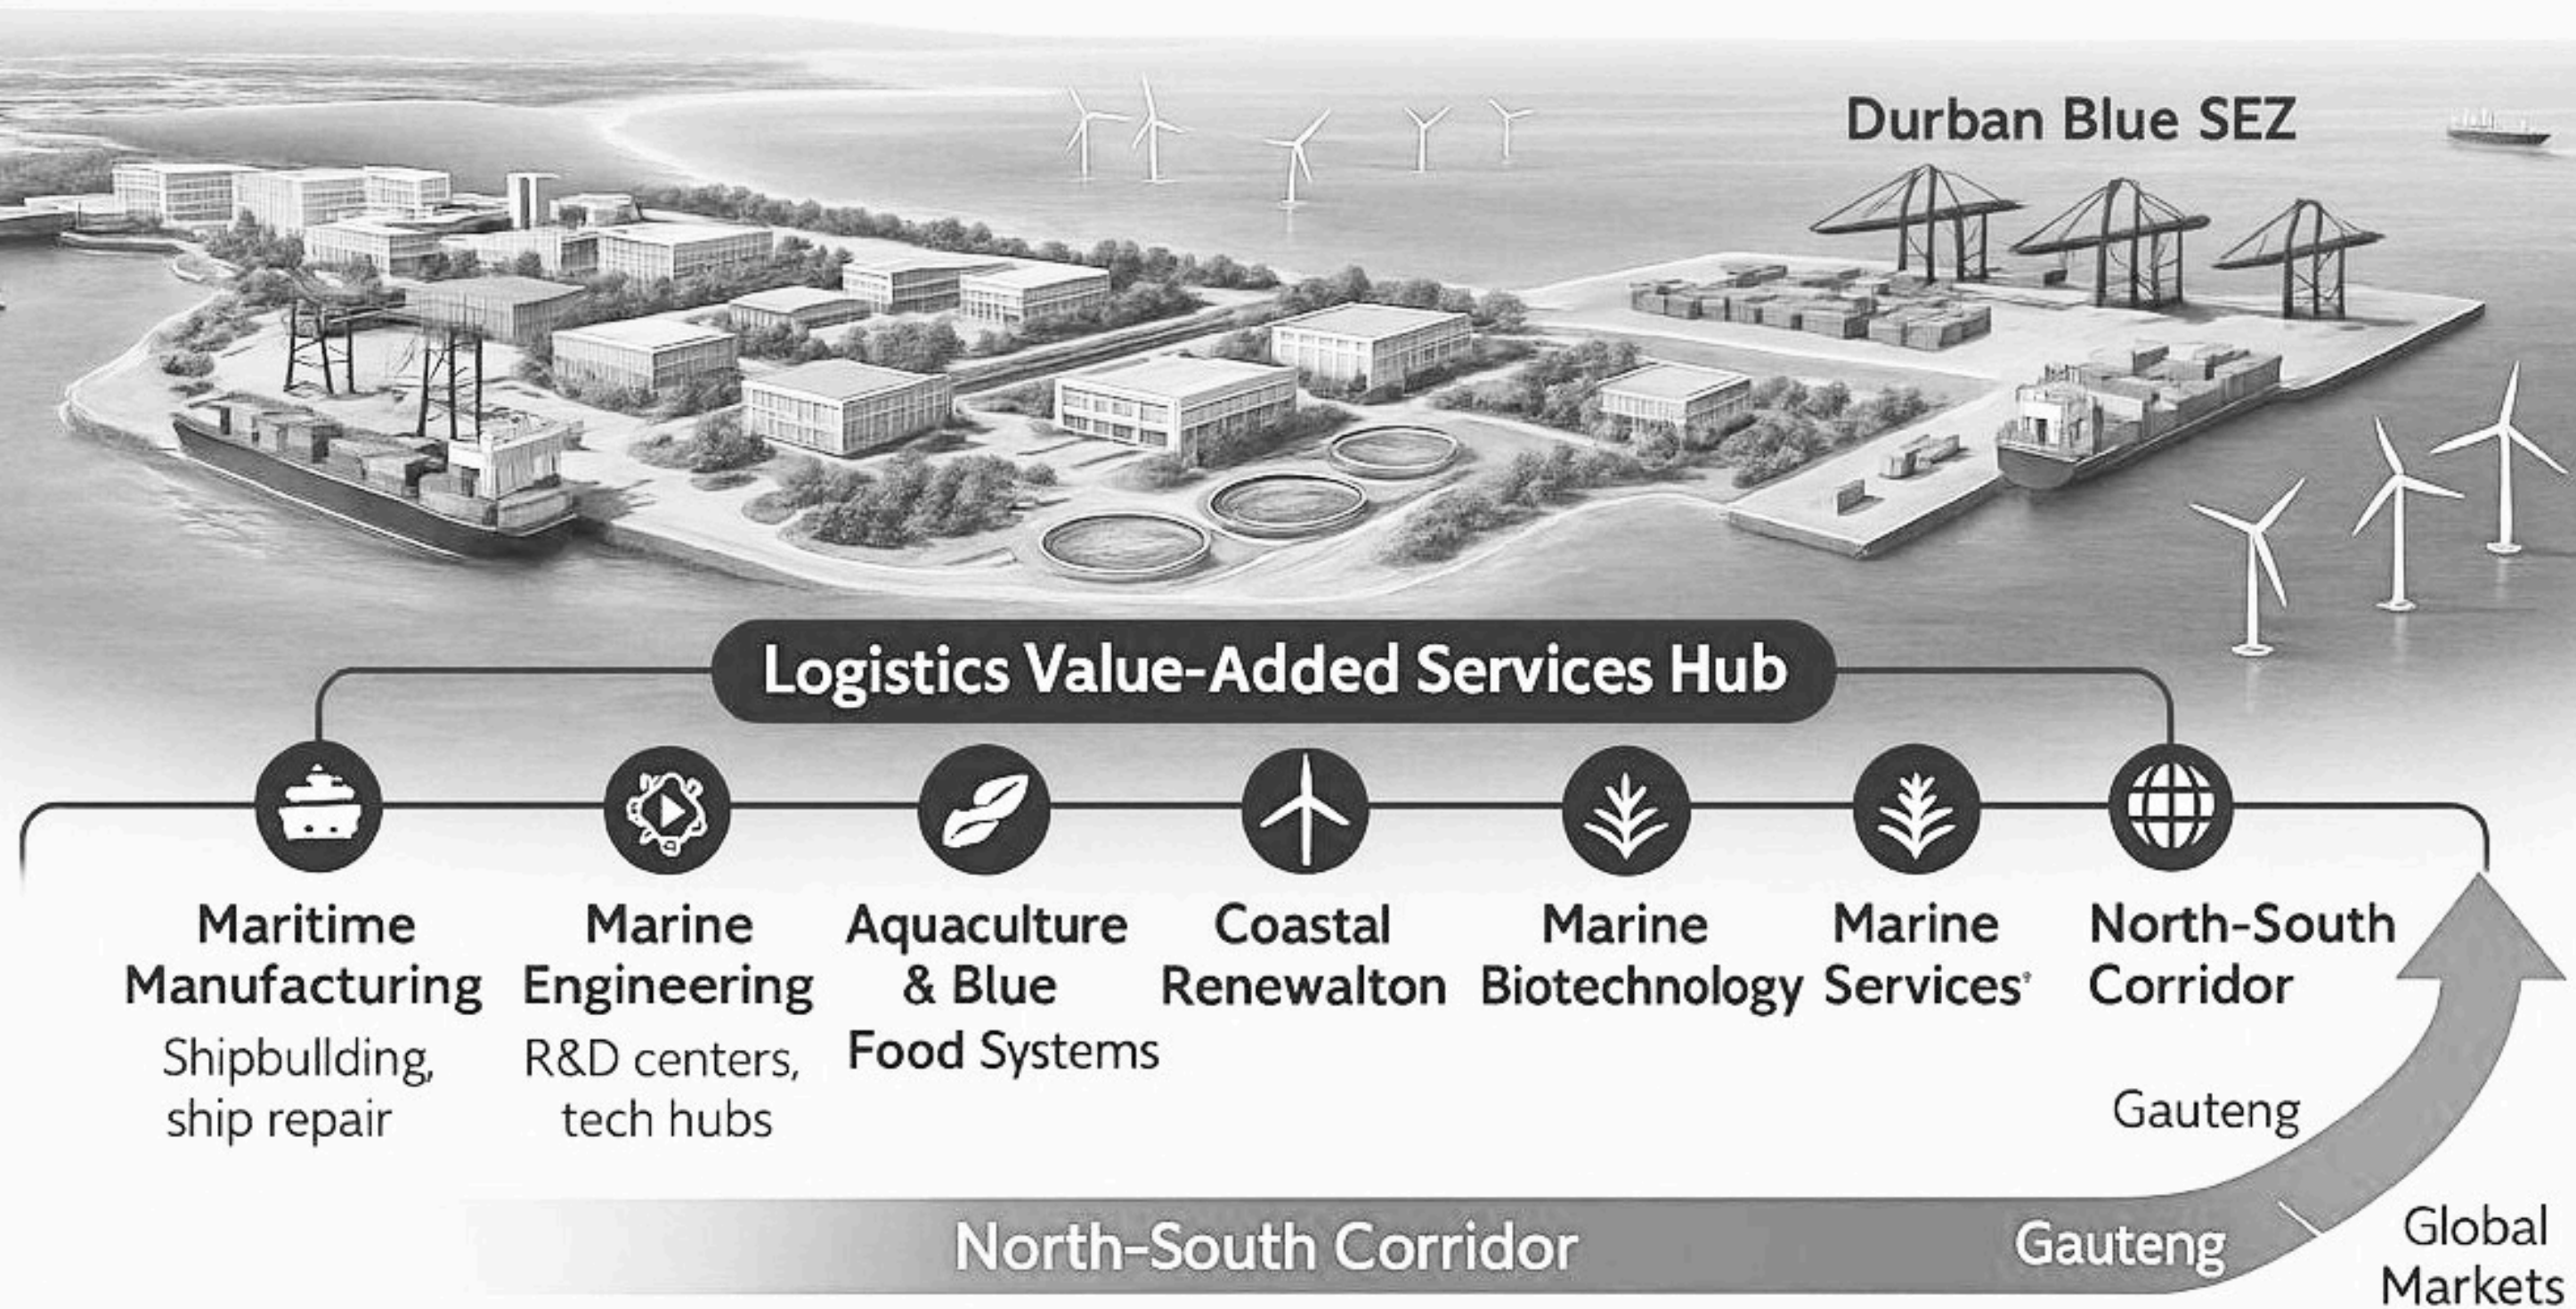 Durban Blue SEZ
Logistics Value-Added Services Hub
Maritime
Manufacturing
Shipbullding,
ship repair
Marine
Engineering
R&D centers,
tech hubs
Aquaculture
& Blue
Food Systems
Coastal
Renewalton
Marine
Biotechnology
Marine
Services
North-South
Corridor
Gauteng
North-South Corridor
Gauteng
Global
Markets